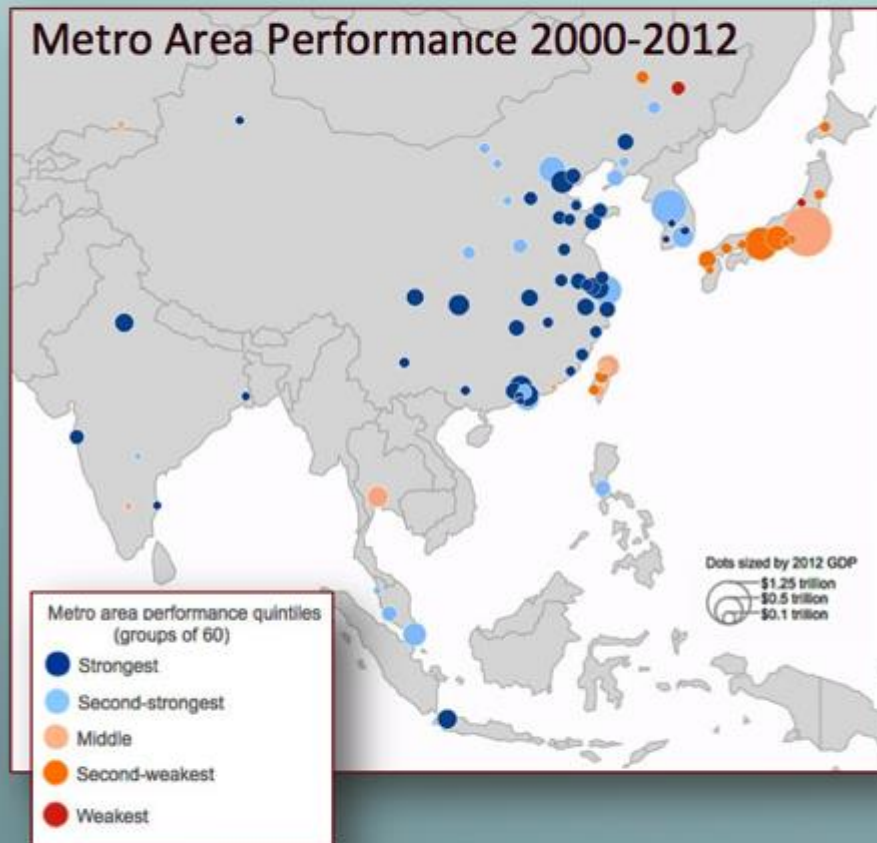 Metro Area Performance 2000-2012
Dots sized by 2012 GDP
$1.25 trillion
$0.5 trillion
$0.1 trillion
Metro area performance quintiles
(groups of 60)
Strongest
Second-strongest
Middle
Second-weakest
Weakest